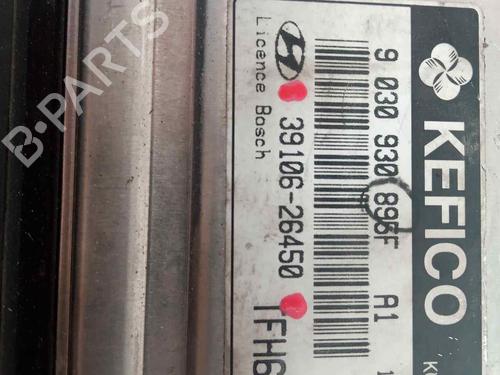 KEFICO
9 030 930 895F A1
39106-26450
TFH6
Licence Bosch
B-PARTS